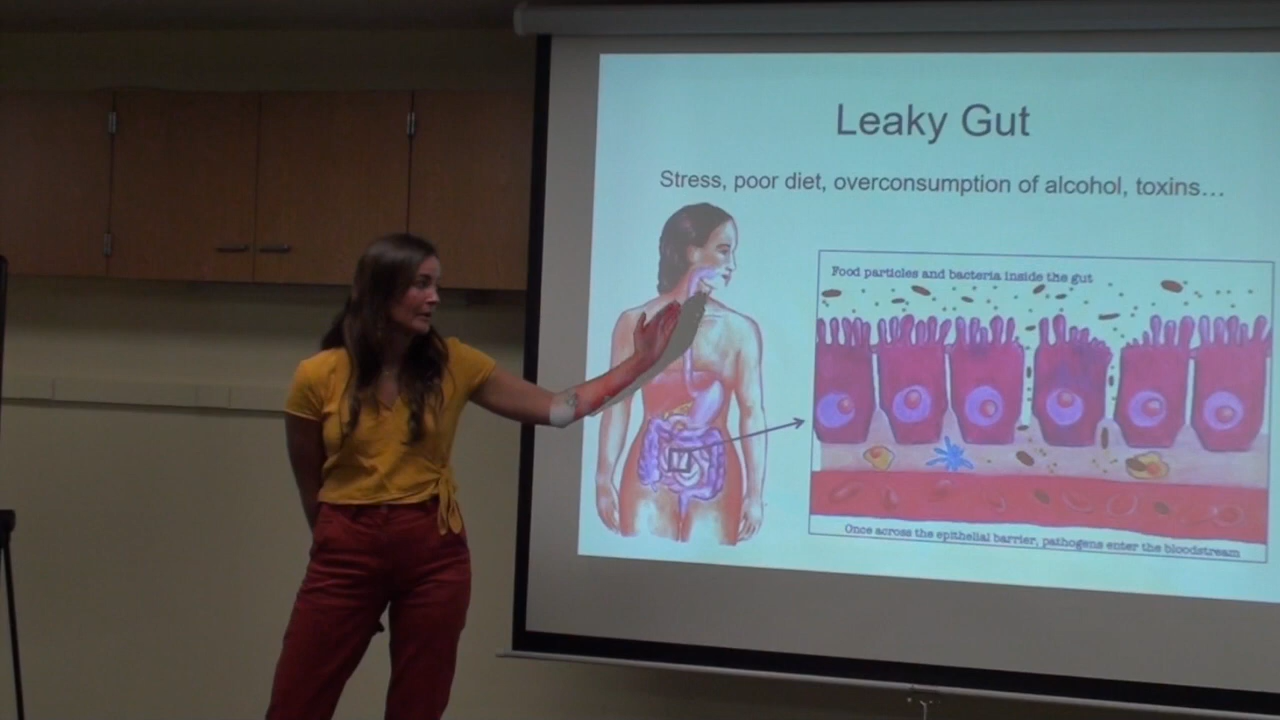 Leaky Gut
Stress, poor diet, overconsumption of alcohol, toxins…
Food particles and bacteria inside the gut
Once across the epithelial barrier, pathogens enter the bloodstream